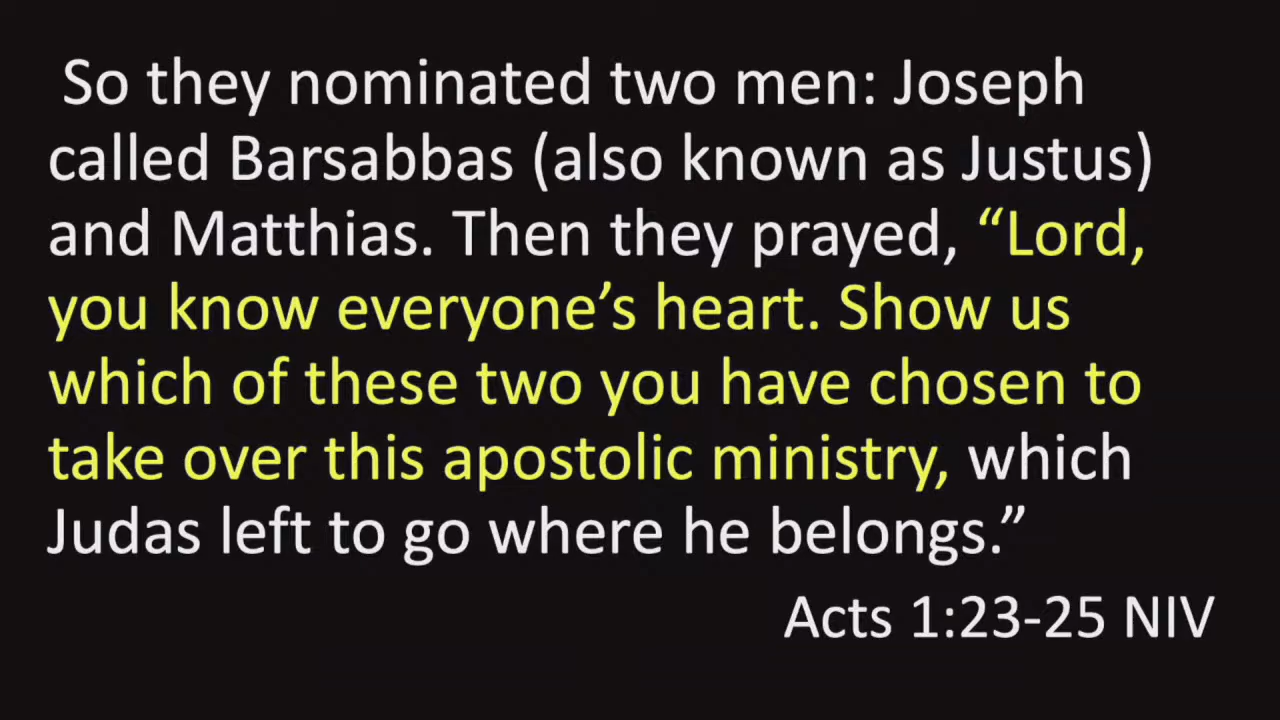 So they nominated two men: Joseph
called Barsabbas (also known as Justus)
and Matthias. Then they prayed, “Lord,
you know everyone’s heart. Show us
which of these two you have chosen to
take over this apostolic ministry, which
Judas left to go where he belongs.”
Acts 1:23-25 NIV